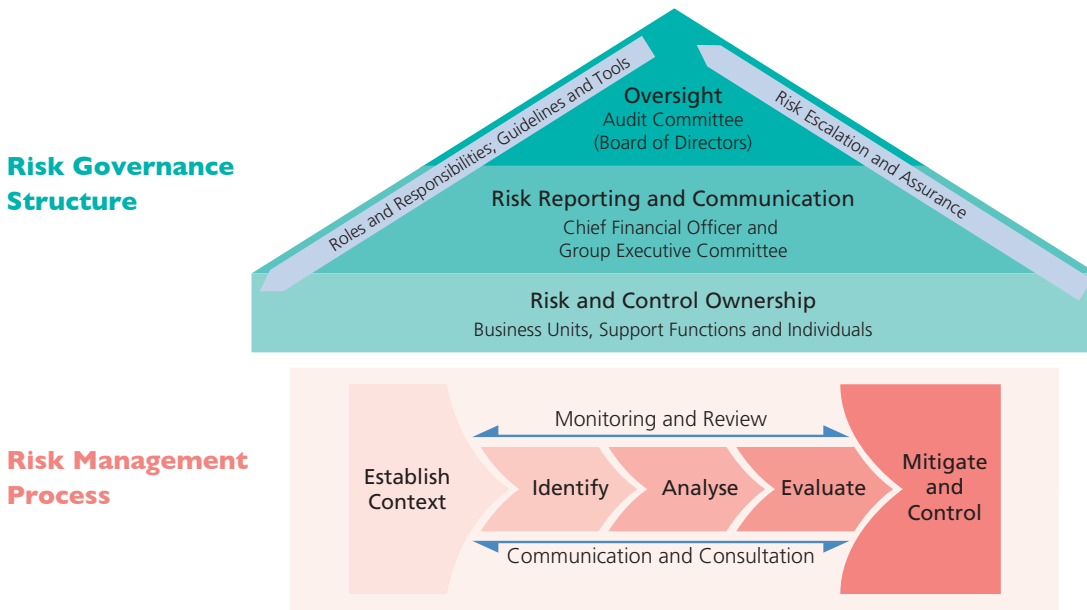 Risk Governance
Structure
Roles and Responsibilities; Guidelines and Tools
Oversight
Audit Committee
(Board of Directors)
Risk Escalation and Assurance
Risk Reporting and Communication
Chief Financial Officer and
Group Executive Committee
Risk and Control Ownership
Business Units, Support Functions and Individuals
Risk Management
Process
Monitoring and Review
Establish
Context
Identify
Analyse
Evaluate
Mitigate
and
Control
Communication and Consultation